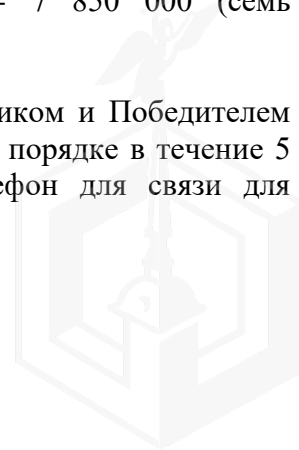 7 850 000 (семь
иком и Победителем
порядке в течение 5
ефон для связи для